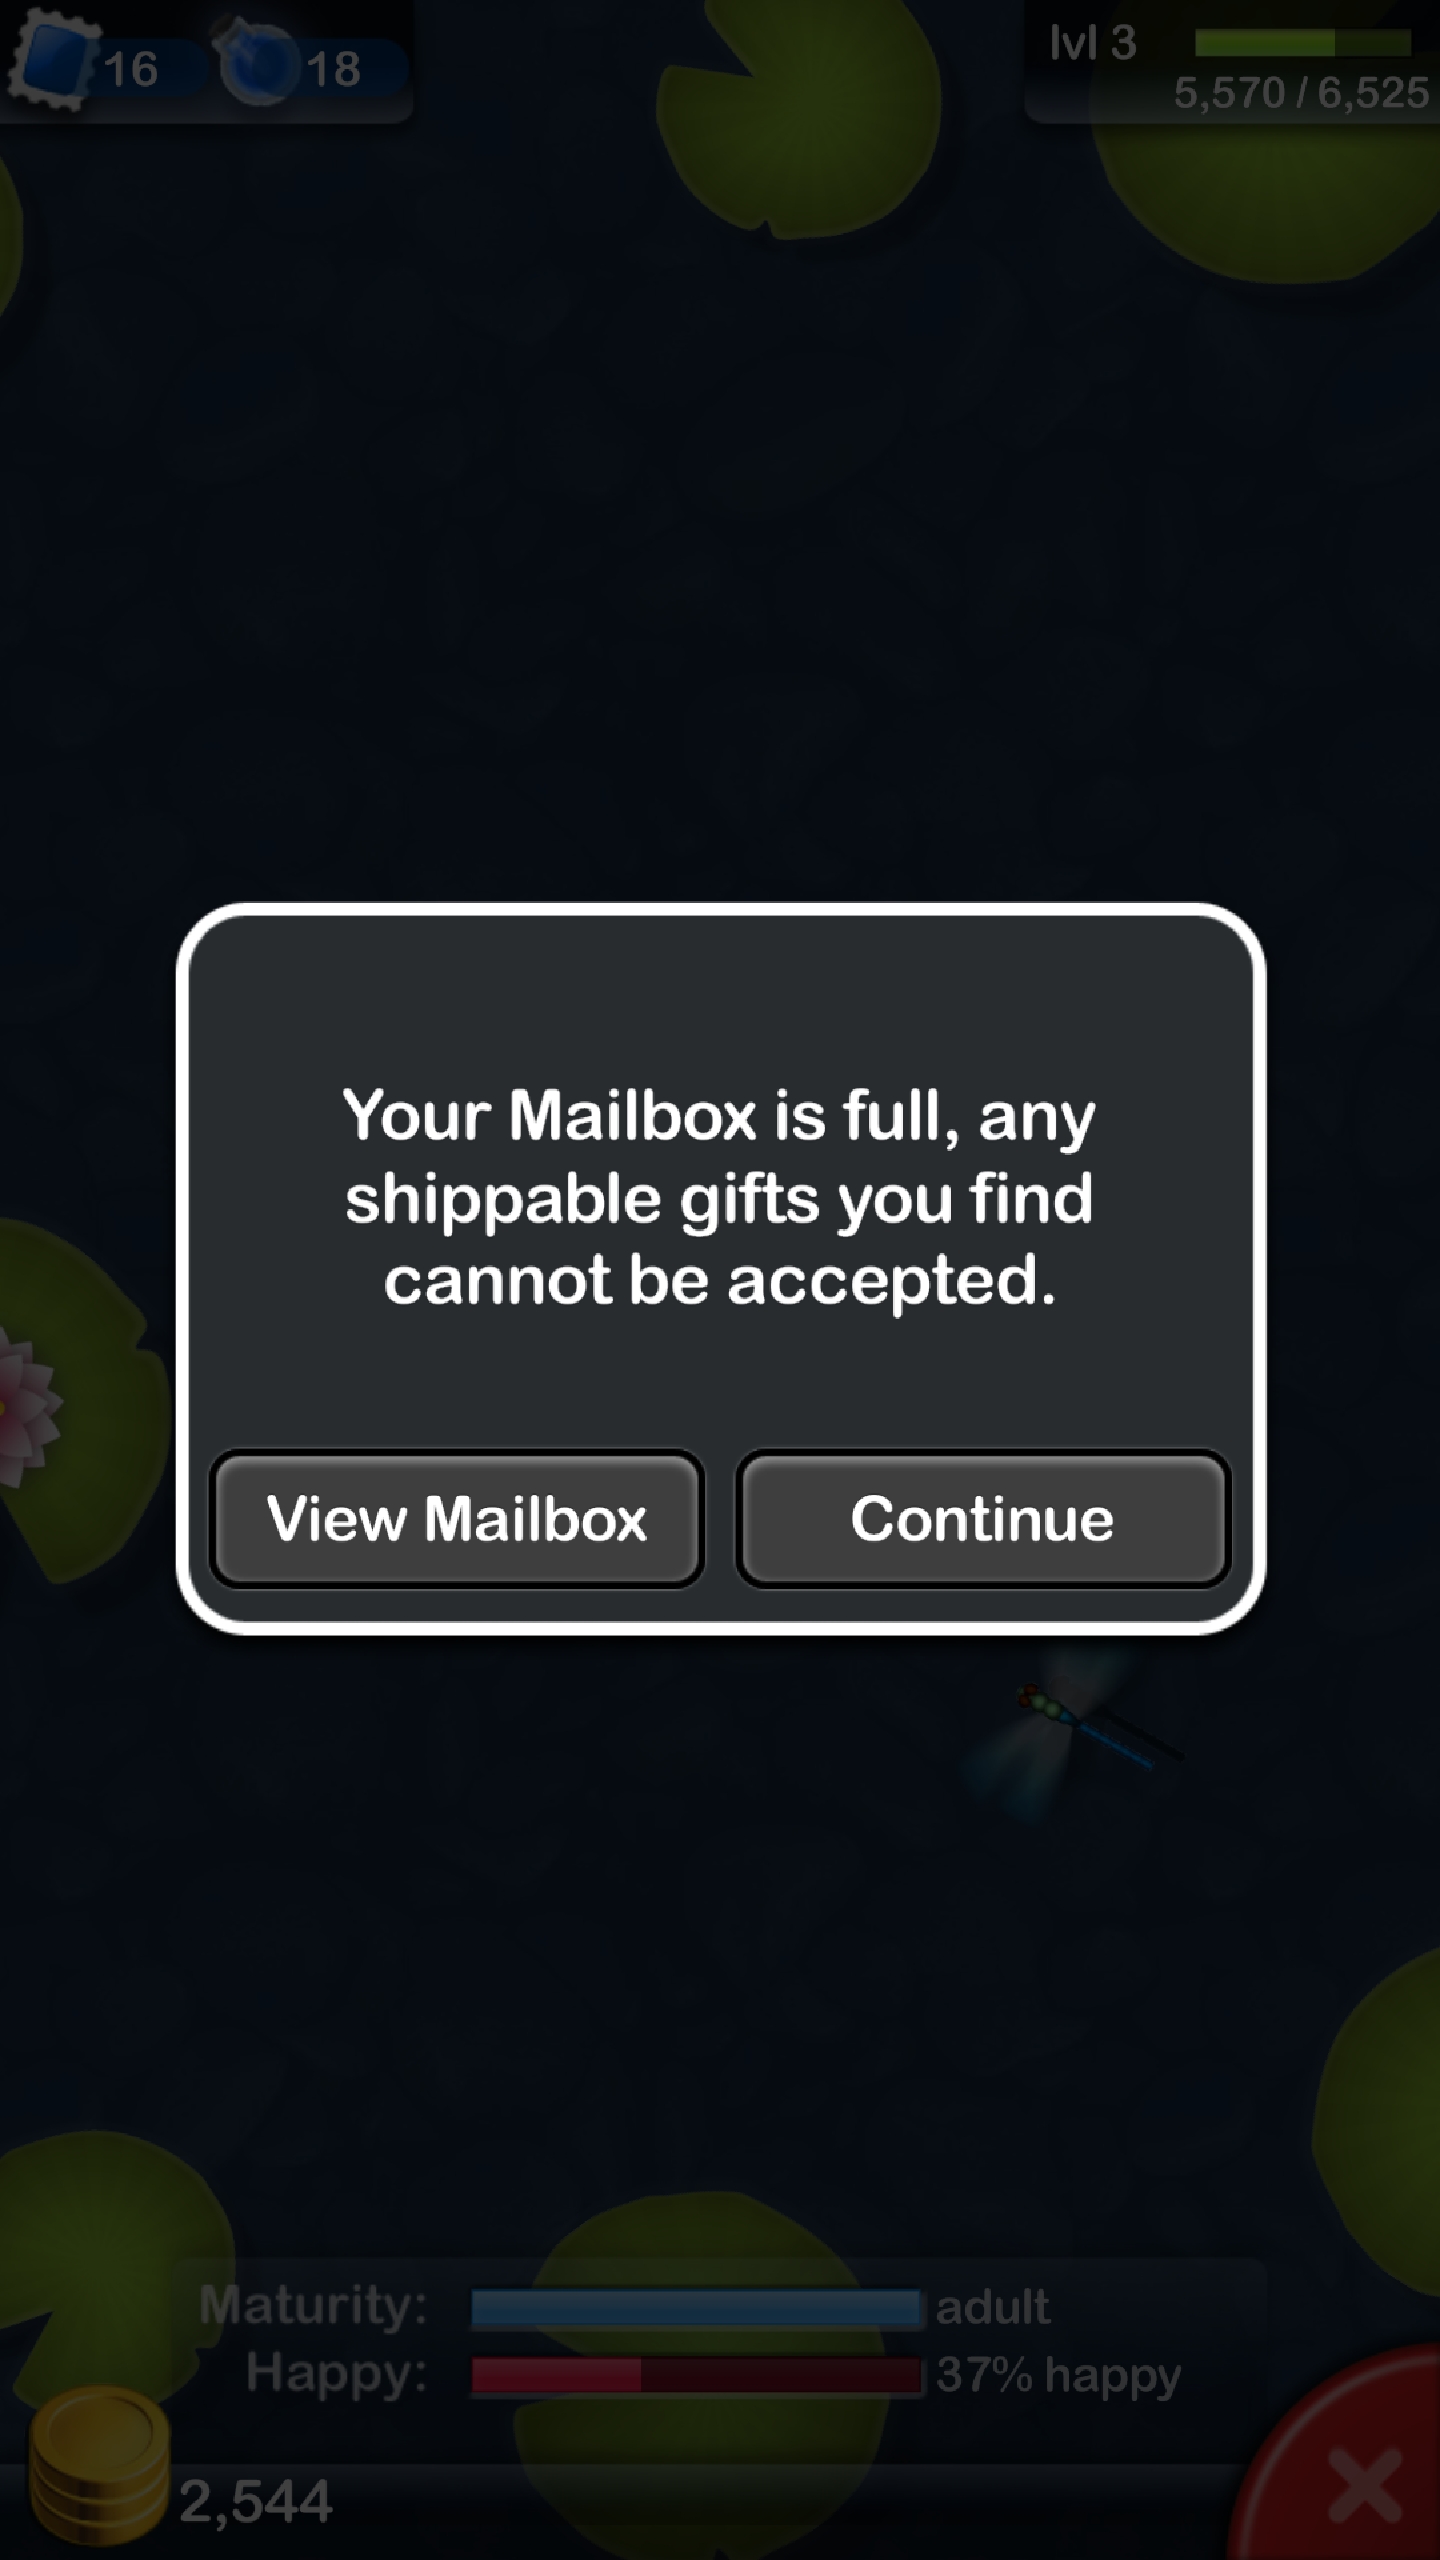 16
18
lvl 3
5,570 / 6,525
Your Mailbox is full, any
shippable gifts you find
cannot be accepted.
View Mailbox
Continue
Maturity:
adult
Happy:
37% happy
2,544